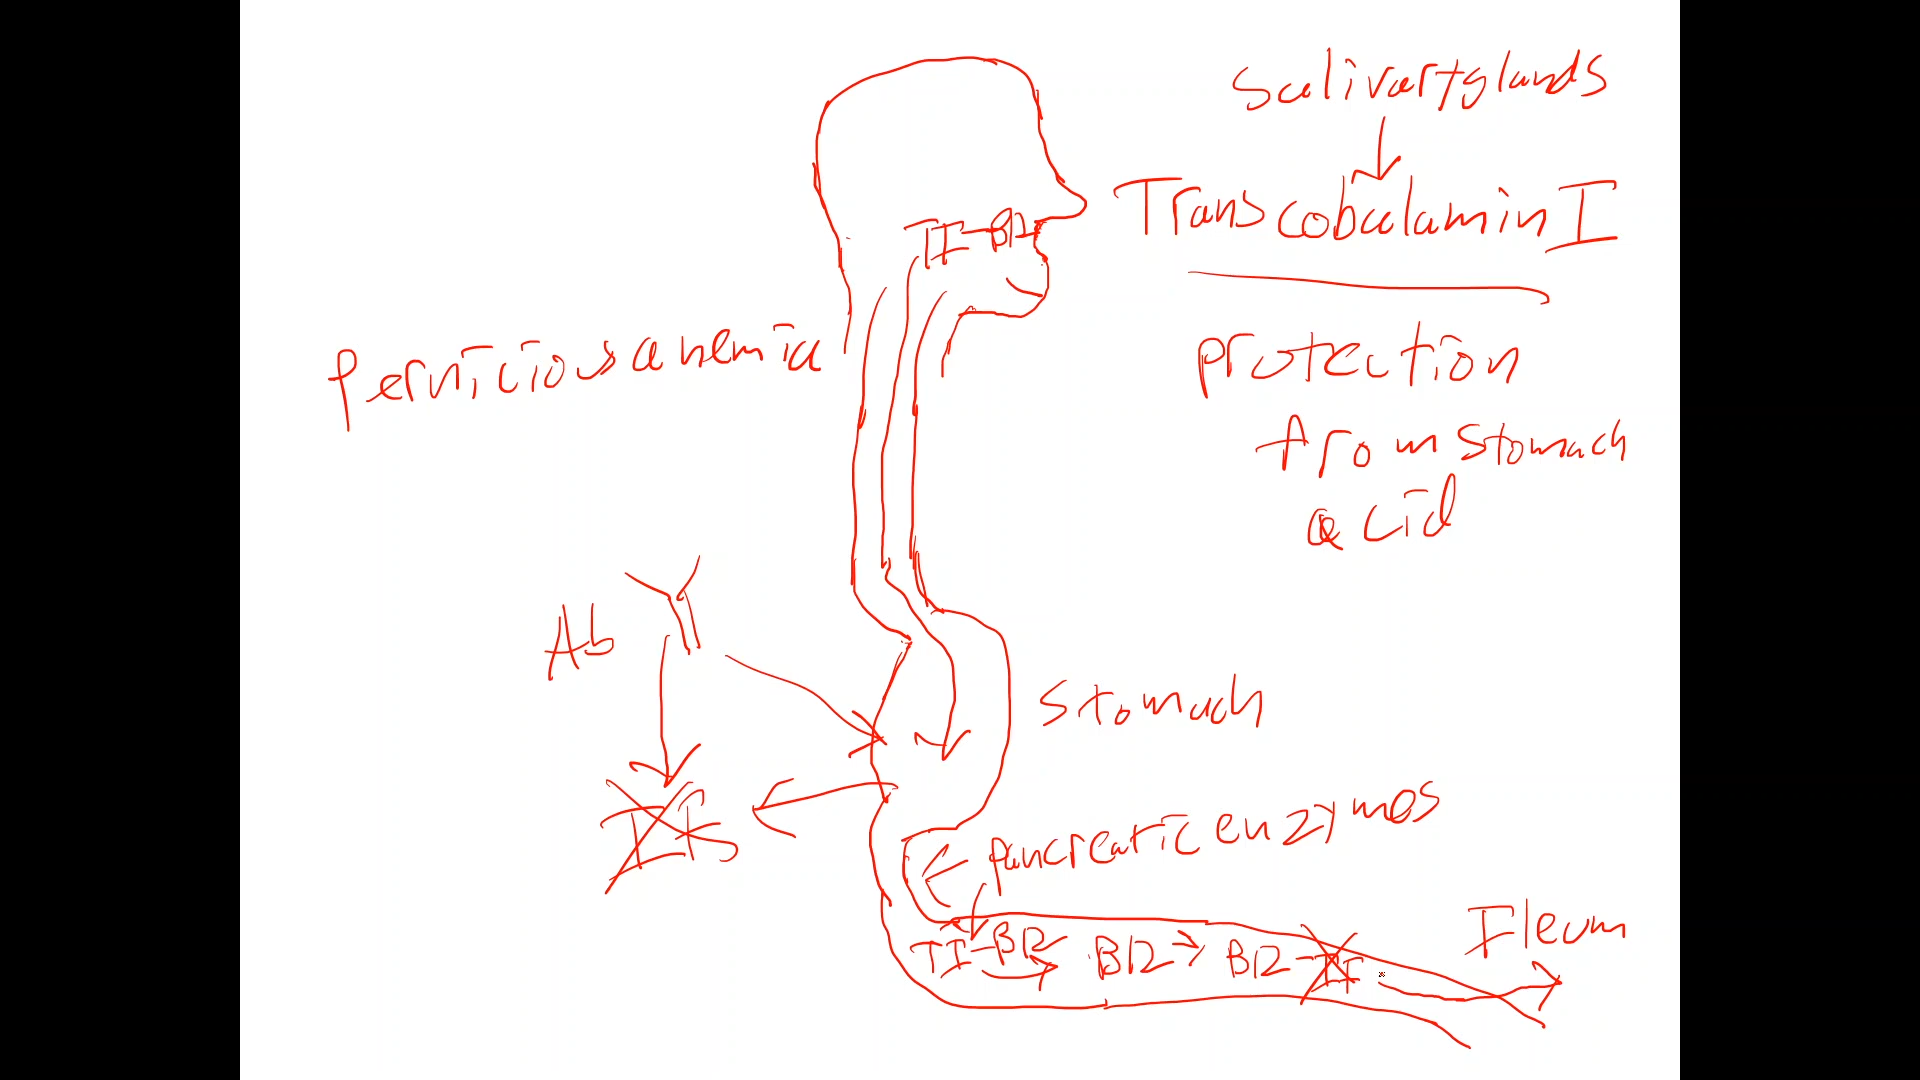 salivary glands
Transcobalamin I
TI-B12
protection
from stomach
acid
Pernicious anemia
Ab
stomach
IF
pancreatic enzymes
TI-B12 B12 B12-IF
Ileum